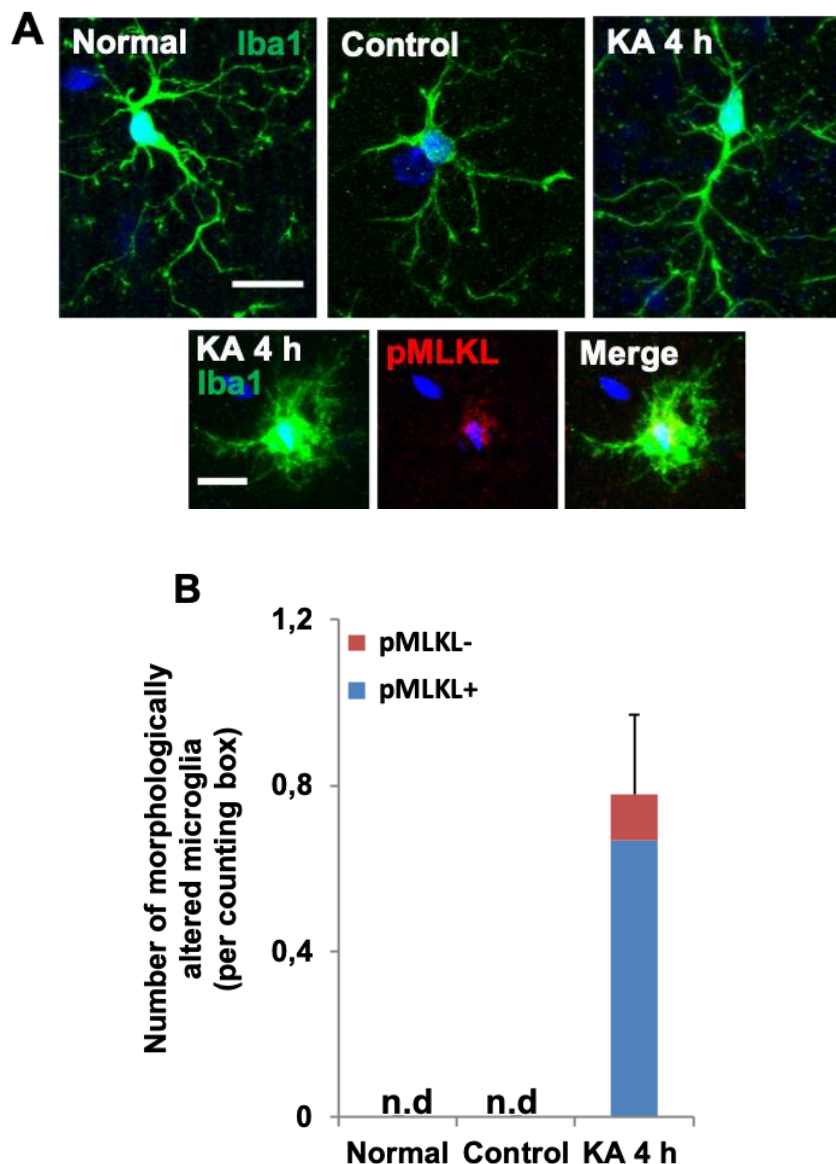 A
Normal Iba1
Control
KA 4 h
KA 4 h
Iba1
pMLKL
Merge
B
Number of morphologically
altered microglia
(per counting box)
1,2
0,8
0,4
0
pMLKL-
pMLKL+
n.d n.d
Normal Control KA 4 h